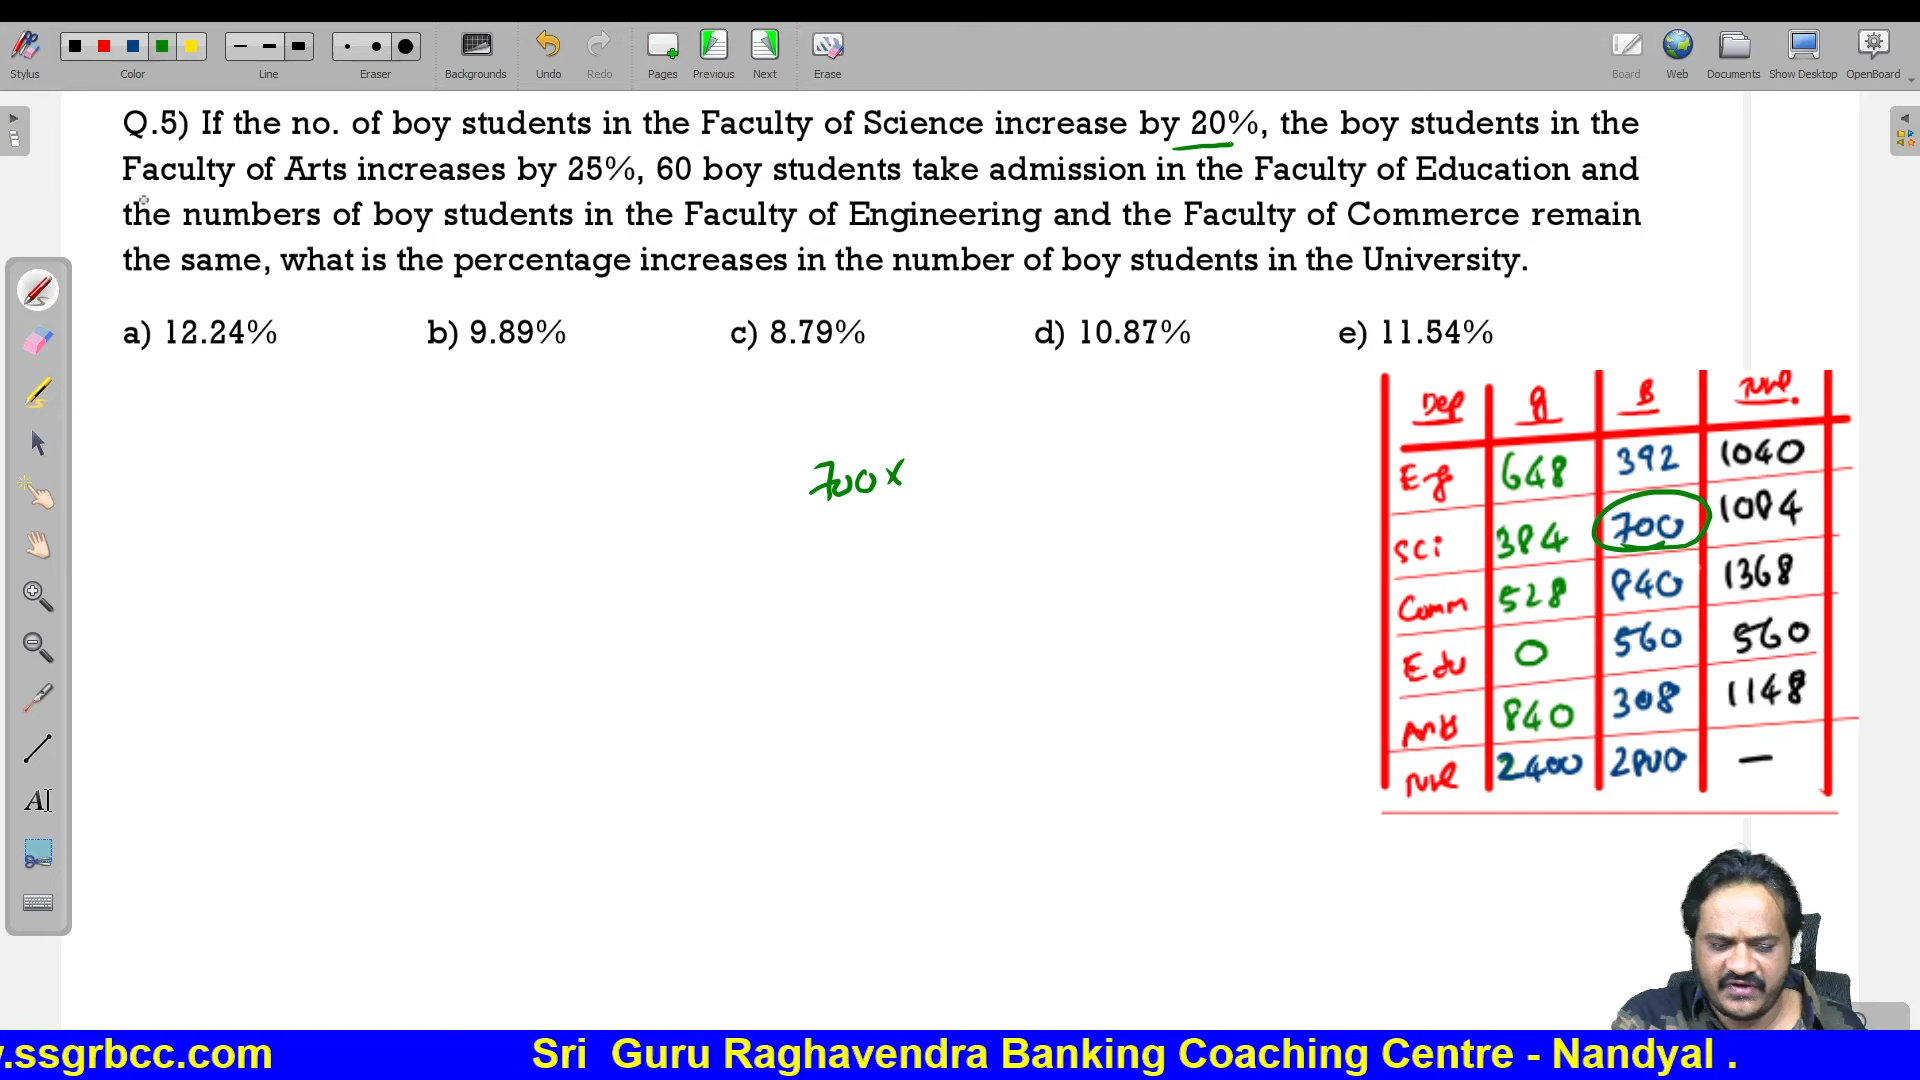 Stylus
Color
Line
Eraser
Backgrounds
Undo
Redo
Pages
Previous
Next
Erase
Board
Web
Documents
Show Desktop
OpenBoard
Q.5) If the no. of boy students in the Faculty of Science increase by 20%, the boy students in the
Faculty of Arts increases by 25%, 60 boy students take admission in the Faculty of Education and
the numbers of boy students in the Faculty of Engineering and the Faculty of Commerce remain
the same, what is the percentage increases in the number of boy students in the University.
a) 12.24% b) 9.89% c) 8.79% d) 10.87% e) 11.54%
700 x
Dep g B
Eg 648 392 1040
Sci 384 700 1084
Comm 528 840 1368
Edu 0 560 560
840 308 1148
2400 2800 —
.ssgrbcc.com Sri Guru Raghavendra Banking Coaching Centre - Nandyal .